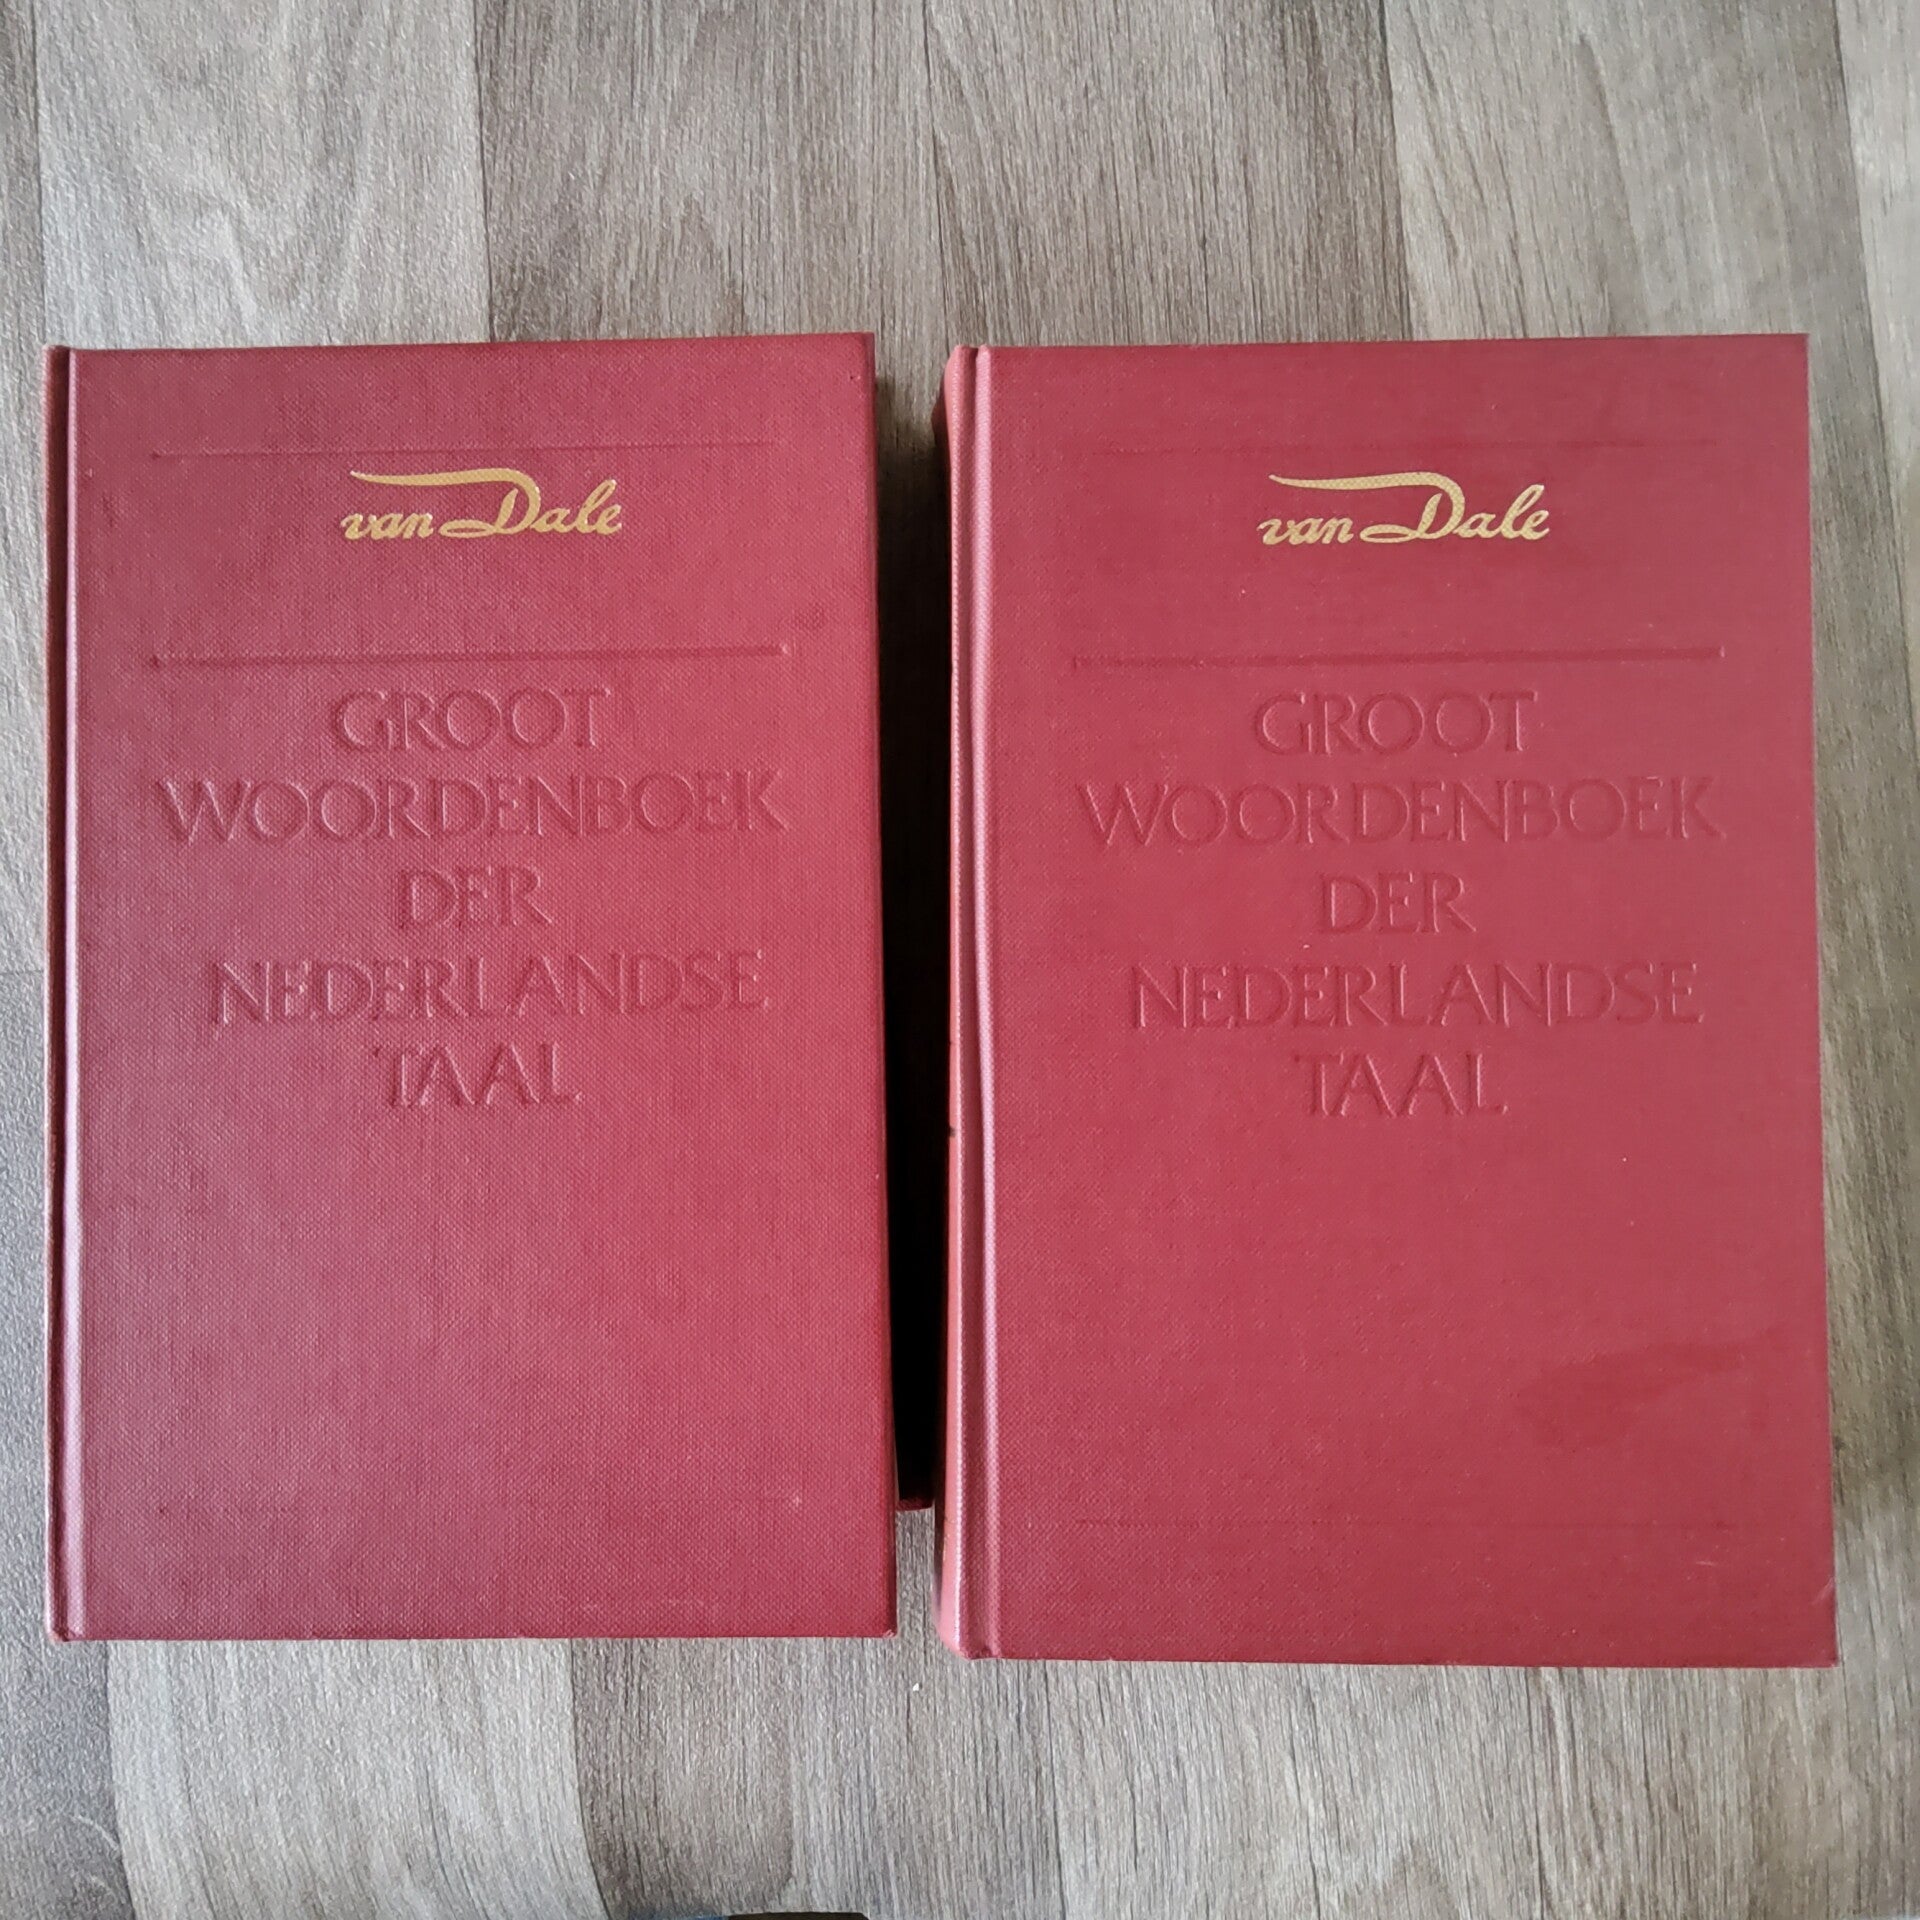 van Dale
GROOT
WOORDENBOEK
DER
NEDERLANDSE
TAAL
van Dale
GROOT
WOORDENBOEK
DER
NEDERLANDSE
TAAL